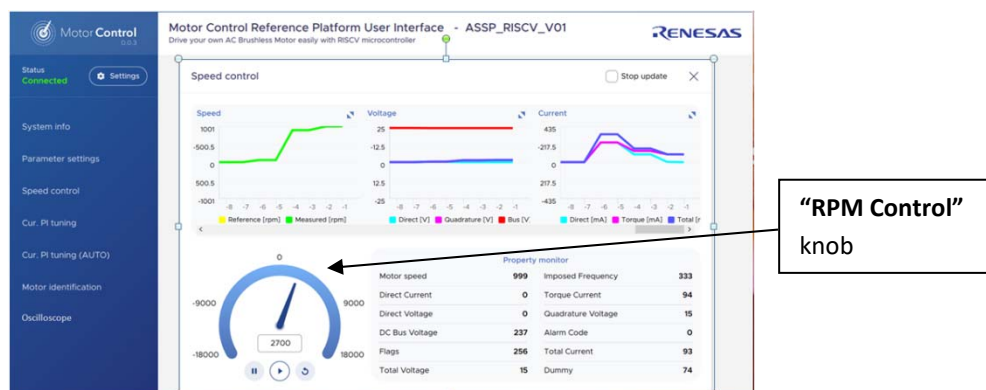 Motor Control
0.0.3
Motor Control Reference Platform User Interface - ASSP_RISCV_V01
Drive your own AC Brushless Motor easily with RISCV microcontroller
RENESAS
Status
Connected
Settings
System info
Parameter settings
Speed control
Cur. PI tuning
Cur. PI tuning (AUTO)
Motor identification
Oscilloscope
Speed control
Stop update
Speed
1001
-500.5
0
500.5
-1001
-8 -7 -6 -5 -4 -3 -2 -1
Reference [rpm] Measured [rpm]
Voltage
25
-12.5
0
12.5
-25
-8 -7 -6 -5 -4 -3 -2 -1
Direct [V] Quadrature [V] Bus [V
Current
435
-217.5
0
217.5
-435
-8 -7 -6 -5 -4 -3 -2 -1
Direct [mA] Torque [mA] Total [r
0
-9000
9000
-18000
18000
2700
Property monitor
Motor speed 999 Imposed Frequency 333
Direct Current 0 Torque Current 94
Direct Voltage 0 Quadrature Voltage 15
DC Bus Voltage 237 Alarm Code 0
Flags 256 Total Current 93
Total Voltage 15 Dummy 74
“RPM Control”
knob